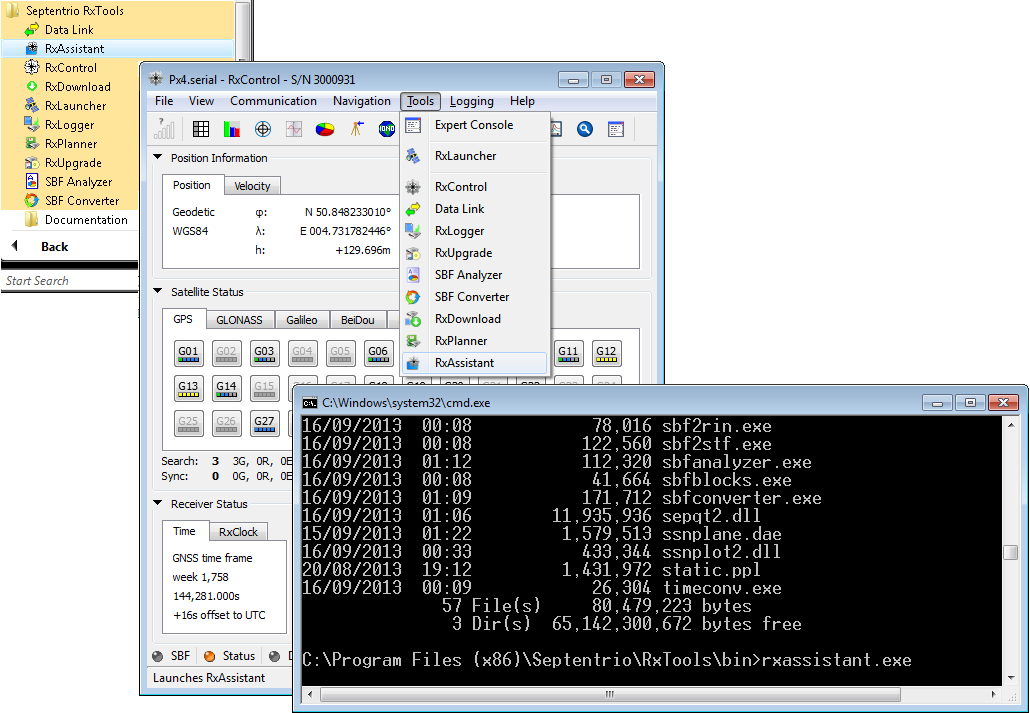 Septentrio RxTools
Data Link
RxAssistant
RxControl
RxDownload
RxLauncher
RxLogger
RxPlanner
RxUpgrade
SBF Analyzer
SBF Converter
Documentation
Back
Start Search
Px4.serial - RxControl - S/N 3000931
File View Communication Navigation Tools Logging Help
Position Information
Position Velocity
Geodetic φ: N 50.848233010°
WGS84 λ: E 004.731782446°
h: +129.696m
Satellite Status
GPS GLONASS Galileo BeiDou
G01 G02 G03 G04 G05 G06 G11 G12
G13 G14 G15
G25 G26 G27
Search: 3 3G, 0R, 0E
Sync: 0 0G, 0R, 0E
Receiver Status
Time RxClock
GNSS time frame
week 1,758
144,281.000s
+16s offset to UTC
SBF Status
Launches RxAssistant
Expert Console
RxLauncher
RxControl
Data Link
RxLogger
RxUpgrade
SBF Analyzer
SBF Converter
RxDownload
RxPlanner
RxAssistant
C:\Windows\system32\cmd.exe
16/09/2013 00:08 78,016 sbf2rin.exe
16/09/2013 00:08 122,560 sbf2stf.exe
16/09/2013 01:12 112,320 sbfanalyzer.exe
16/09/2013 00:08 41,664 sbfblocks.exe
16/09/2013 01:09 171,712 sbfconverter.exe
16/09/2013 01:06 11,935,936 sepqt2.dll
15/09/2013 01:22 1,579,513 ssnplane.dae
16/09/2013 00:33 433,344 ssnplot2.dll
20/08/2013 19:12 1,431,972 static.ppl
16/09/2013 00:09 26,304 timeconv.exe
57 File(s) 80,479,223 bytes
3 Dir(s) 65,142,300,672 bytes free
C:\Program Files (x86)\Septentrio\RxTools\bin>rxassistant.exe